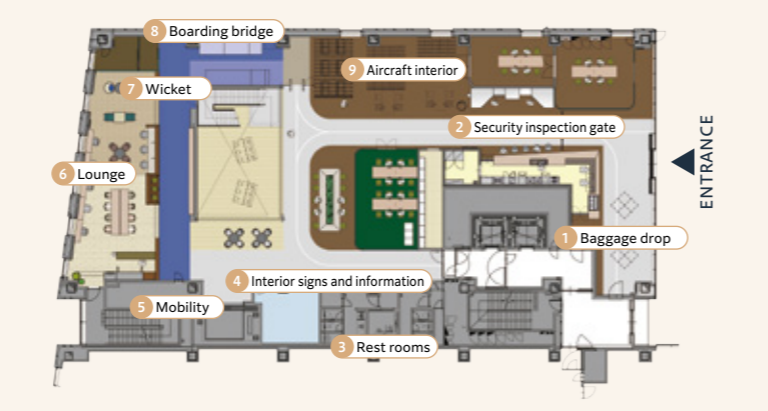 8 Boarding bridge
9 Aircraft interior
7 Wicket
2 Security inspection gate
ENTRANCE
6 Lounge
1 Baggage drop
4 Interior signs and information
5 Mobility
3 Rest rooms